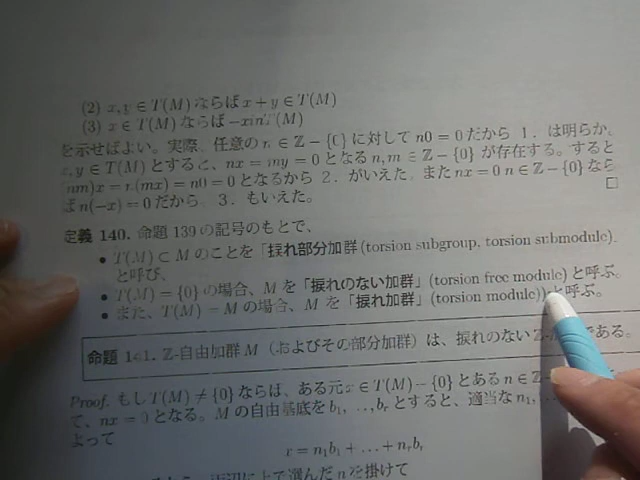 (2) x, y ∈ T(M) ならば x + y ∈ T(M)
(3) x ∈ T(M) ならば −xinT(M)
を示せばよい。実際、任意の n ∈ Z − {0} に対して n0 = 0 だから 1. は明らか。
x, y ∈ T(M) とすると、nx = my = 0 となる n, m ∈ Z − {0} が存在する。すると
(nm)x = n(mx) = n0 = 0 となるから 2. がいえた。また nx = 0 n ∈ Z − {0} なら
ば n(−x) = 0 だから 3. もいえた。 □
定義 140. 命題 139 の記号のもとで、
• T(M) ⊂ M のことを「捩れ部分加群 (torsion subgroup, torsion submodule)
と呼び、
• T(M) = {0} の場合、M を「捩れのない加群」(torsion free module) と呼ぶ。
• また、T(M) = M の場合、M を「捩れ加群」(torsion module)) と呼ぶ。
命題 141. Z-自由加群 M (およびその部分加群) は、捩れのない である。
Proof. もし T(M) ≠ {0} ならば、ある元 x ∈ T(M) − {0} とある n ∈ Z
て、nx = 0 となる。M の自由基底を b₁, ..., bᵣ とすると、適当な n₁,
よって
x = n₁b₁ + ... + nᵣbᵣ
上で選んだ n を掛けて